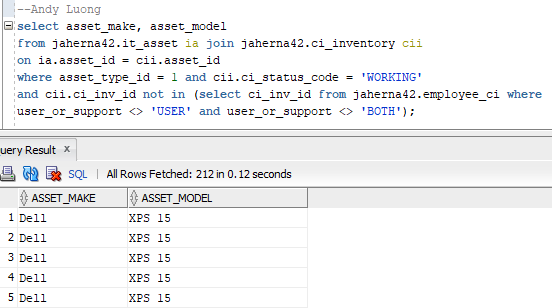 --Andy Luong
select asset_make, asset_model
from jaherna42.it_asset ia join jaherna42.ci_inventory cii
on ia.asset_id = cii.asset_id
where asset_type_id = 1 and cii.ci_status_code = 'WORKING'
and cii.ci_inv_id not in (select ci_inv_id from jaherna42.employee_ci where
user_or_support <> 'USER' and user_or_support <> 'BOTH');
uery Result x
SQL | All Rows Fetched: 212 in 0.12 seconds
ASSET_MAKE ASSET_MODEL
1 Dell XPS 15
2 Dell XPS 15
3 Dell XPS 15
4 Dell XPS 15
5 Dell XPS 15